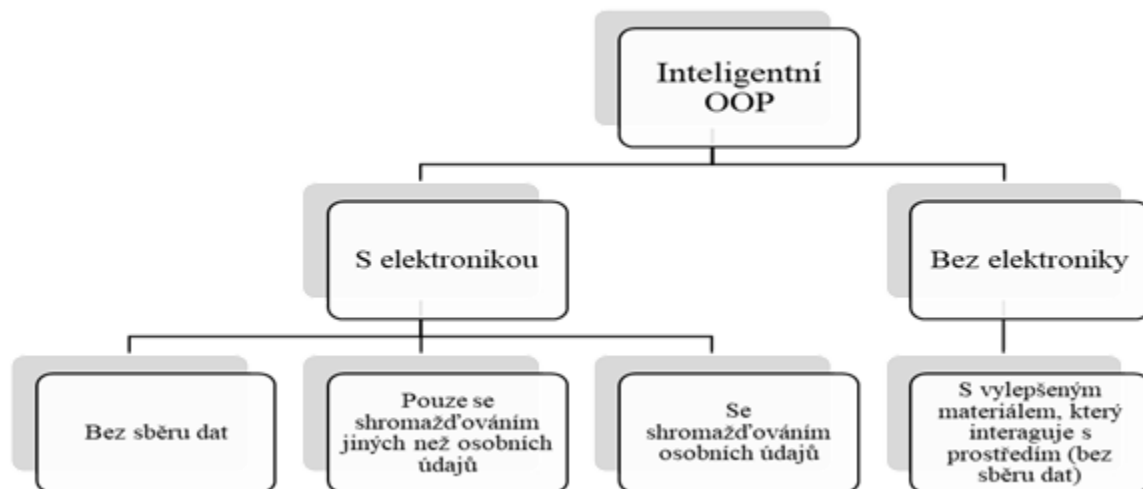 Inteligentní
OOP
S elektronikou
Bez elektroniky
Bez sběru dat
Pouze se
shromažďováním
jiných než osobních
údajů
Se
shromažďováním
osobních údajů
S vylepšeným
materiálem, který
interaguje s
prostředím (bez
sběru dat)